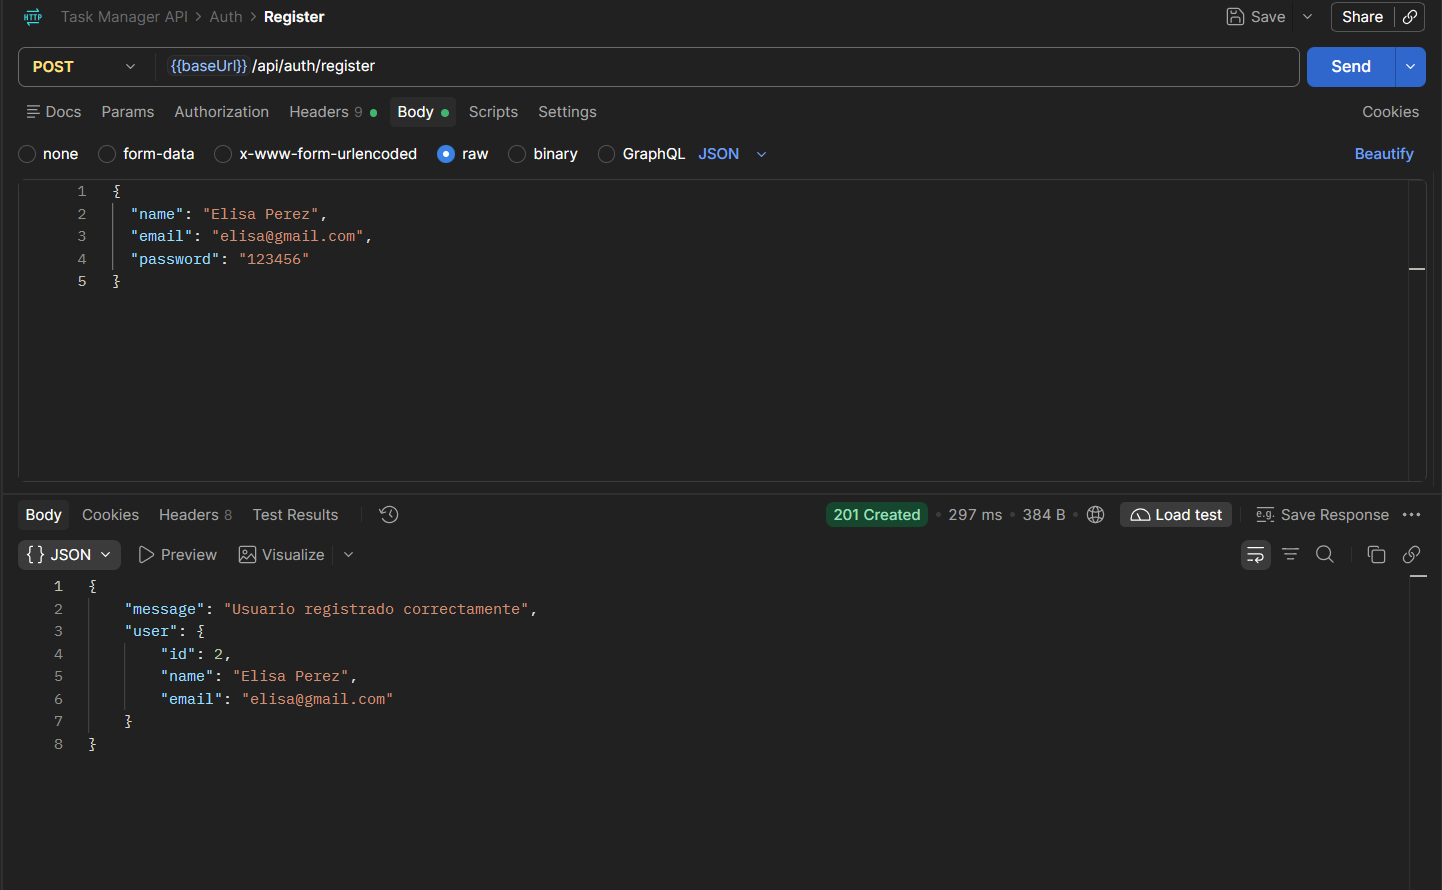 HTTP Task Manager API > Auth > Register Save Share
POST {{baseUrl}} /api/auth/register Send
Docs Params Authorization Headers 9 Body Scripts Settings Cookies
none form-data x-www-form-urlencoded raw binary GraphQL JSON Beautify
1 {
2 "name": "Elisa Perez",
3 "email": "elisa@gmail.com",
4 "password": "123456"
5 }
Body Cookies Headers 8 Test Results 201 Created • 297 ms • 384 B • Load test e.g. Save Response
{} JSON Preview Visualize
1 {
2 "message": "Usuario registrado correctamente",
3 "user": {
4 "id": 2,
5 "name": "Elisa Perez",
6 "email": "elisa@gmail.com"
7 }
8 }